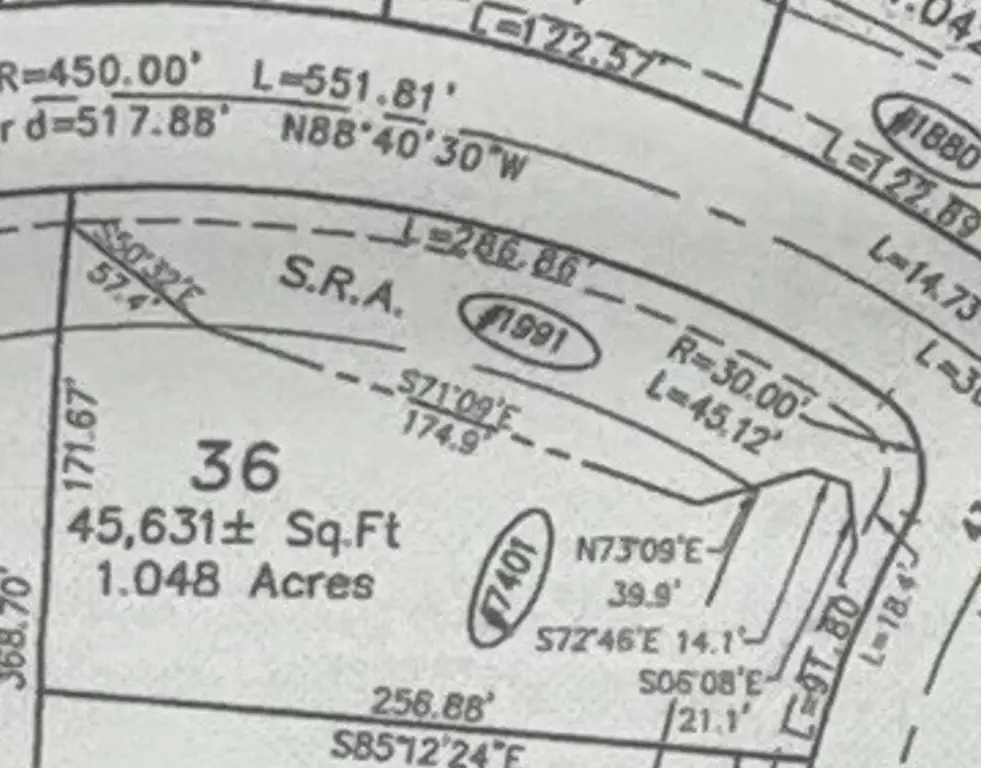 L=122.57'
R=450.00' L=551.81'
d=517.88' N88°40'30"W
#1880
L=122.89
L=14.73
S50°32'E
57.4'
L=286.86'
S.R.A.
#1991
R=30.00'
L=45.12'
S71°09'E
174.9'
171.67'
36
45,631± Sq.Ft
1.048 Acres
#7401
N73°09'E
39.9'
S72°46'E 14.1'
S06°08'E
21.1'
L=91.80'
L=18.4'
368.70'
256.88'
S85°12'24"E